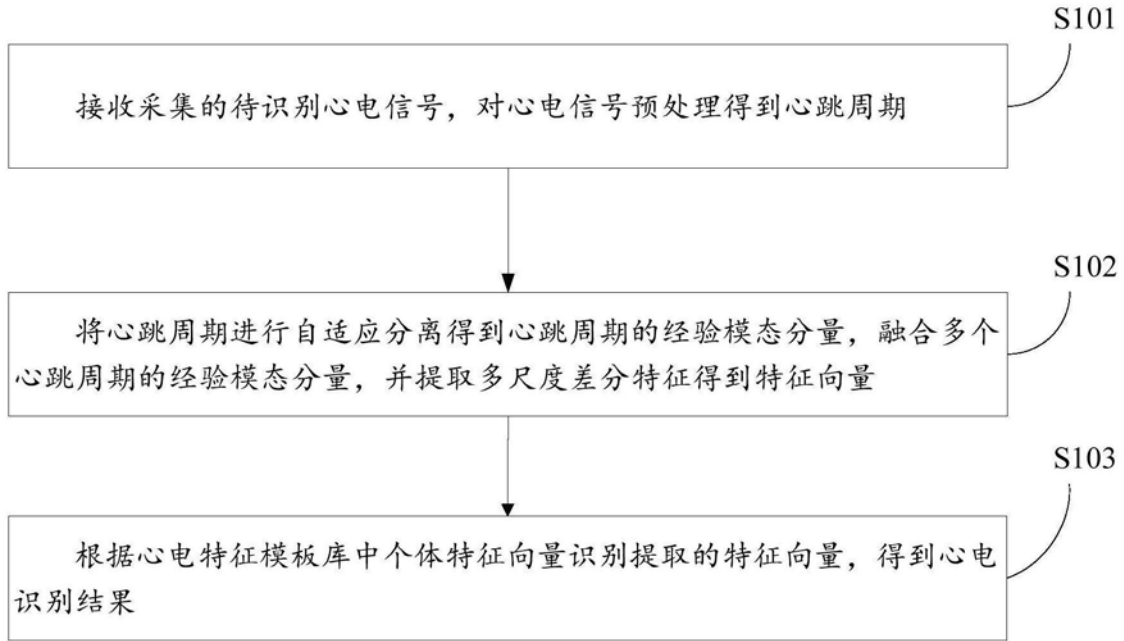 S101
接收采集的待识别心电信号，对心电信号预处理得到心跳周期
S102
将心跳周期进行自适应分离得到心跳周期的经验模态分量，融合多个
心跳周期的经验模态分量，并提取多尺度差分特征得到特征向量
S103
根据心电特征模板库中个体特征向量识别提取的特征向量，得到心电
识别结果